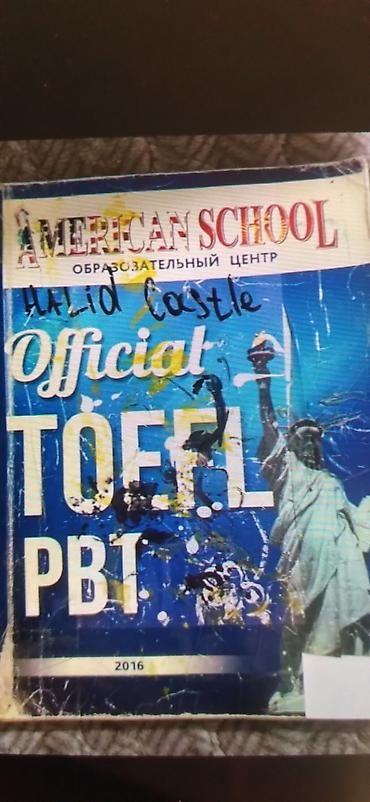 AMERICAN SCHOOL
ОБРАЗОВАТЕЛЬНЫЙ ЦЕНТР
HALid Castle
Official
TOEFL
PBT
2016